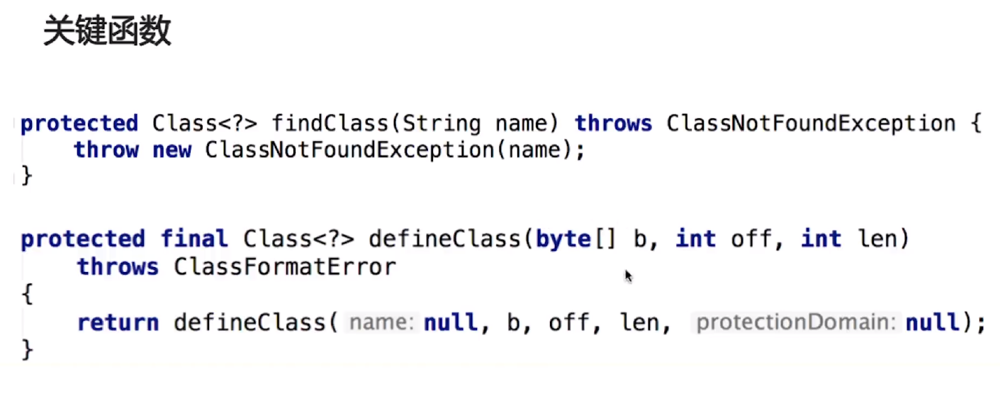 关键函数
protected Class<?> findClass(String name) throws ClassNotFoundException {
throw new ClassNotFoundException(name);
}
protected final Class<?> defineClass(byte[] b, int off, int len)
throws ClassFormatError
{
return defineClass( name: null, b, off, len, protectionDomain: null);
}